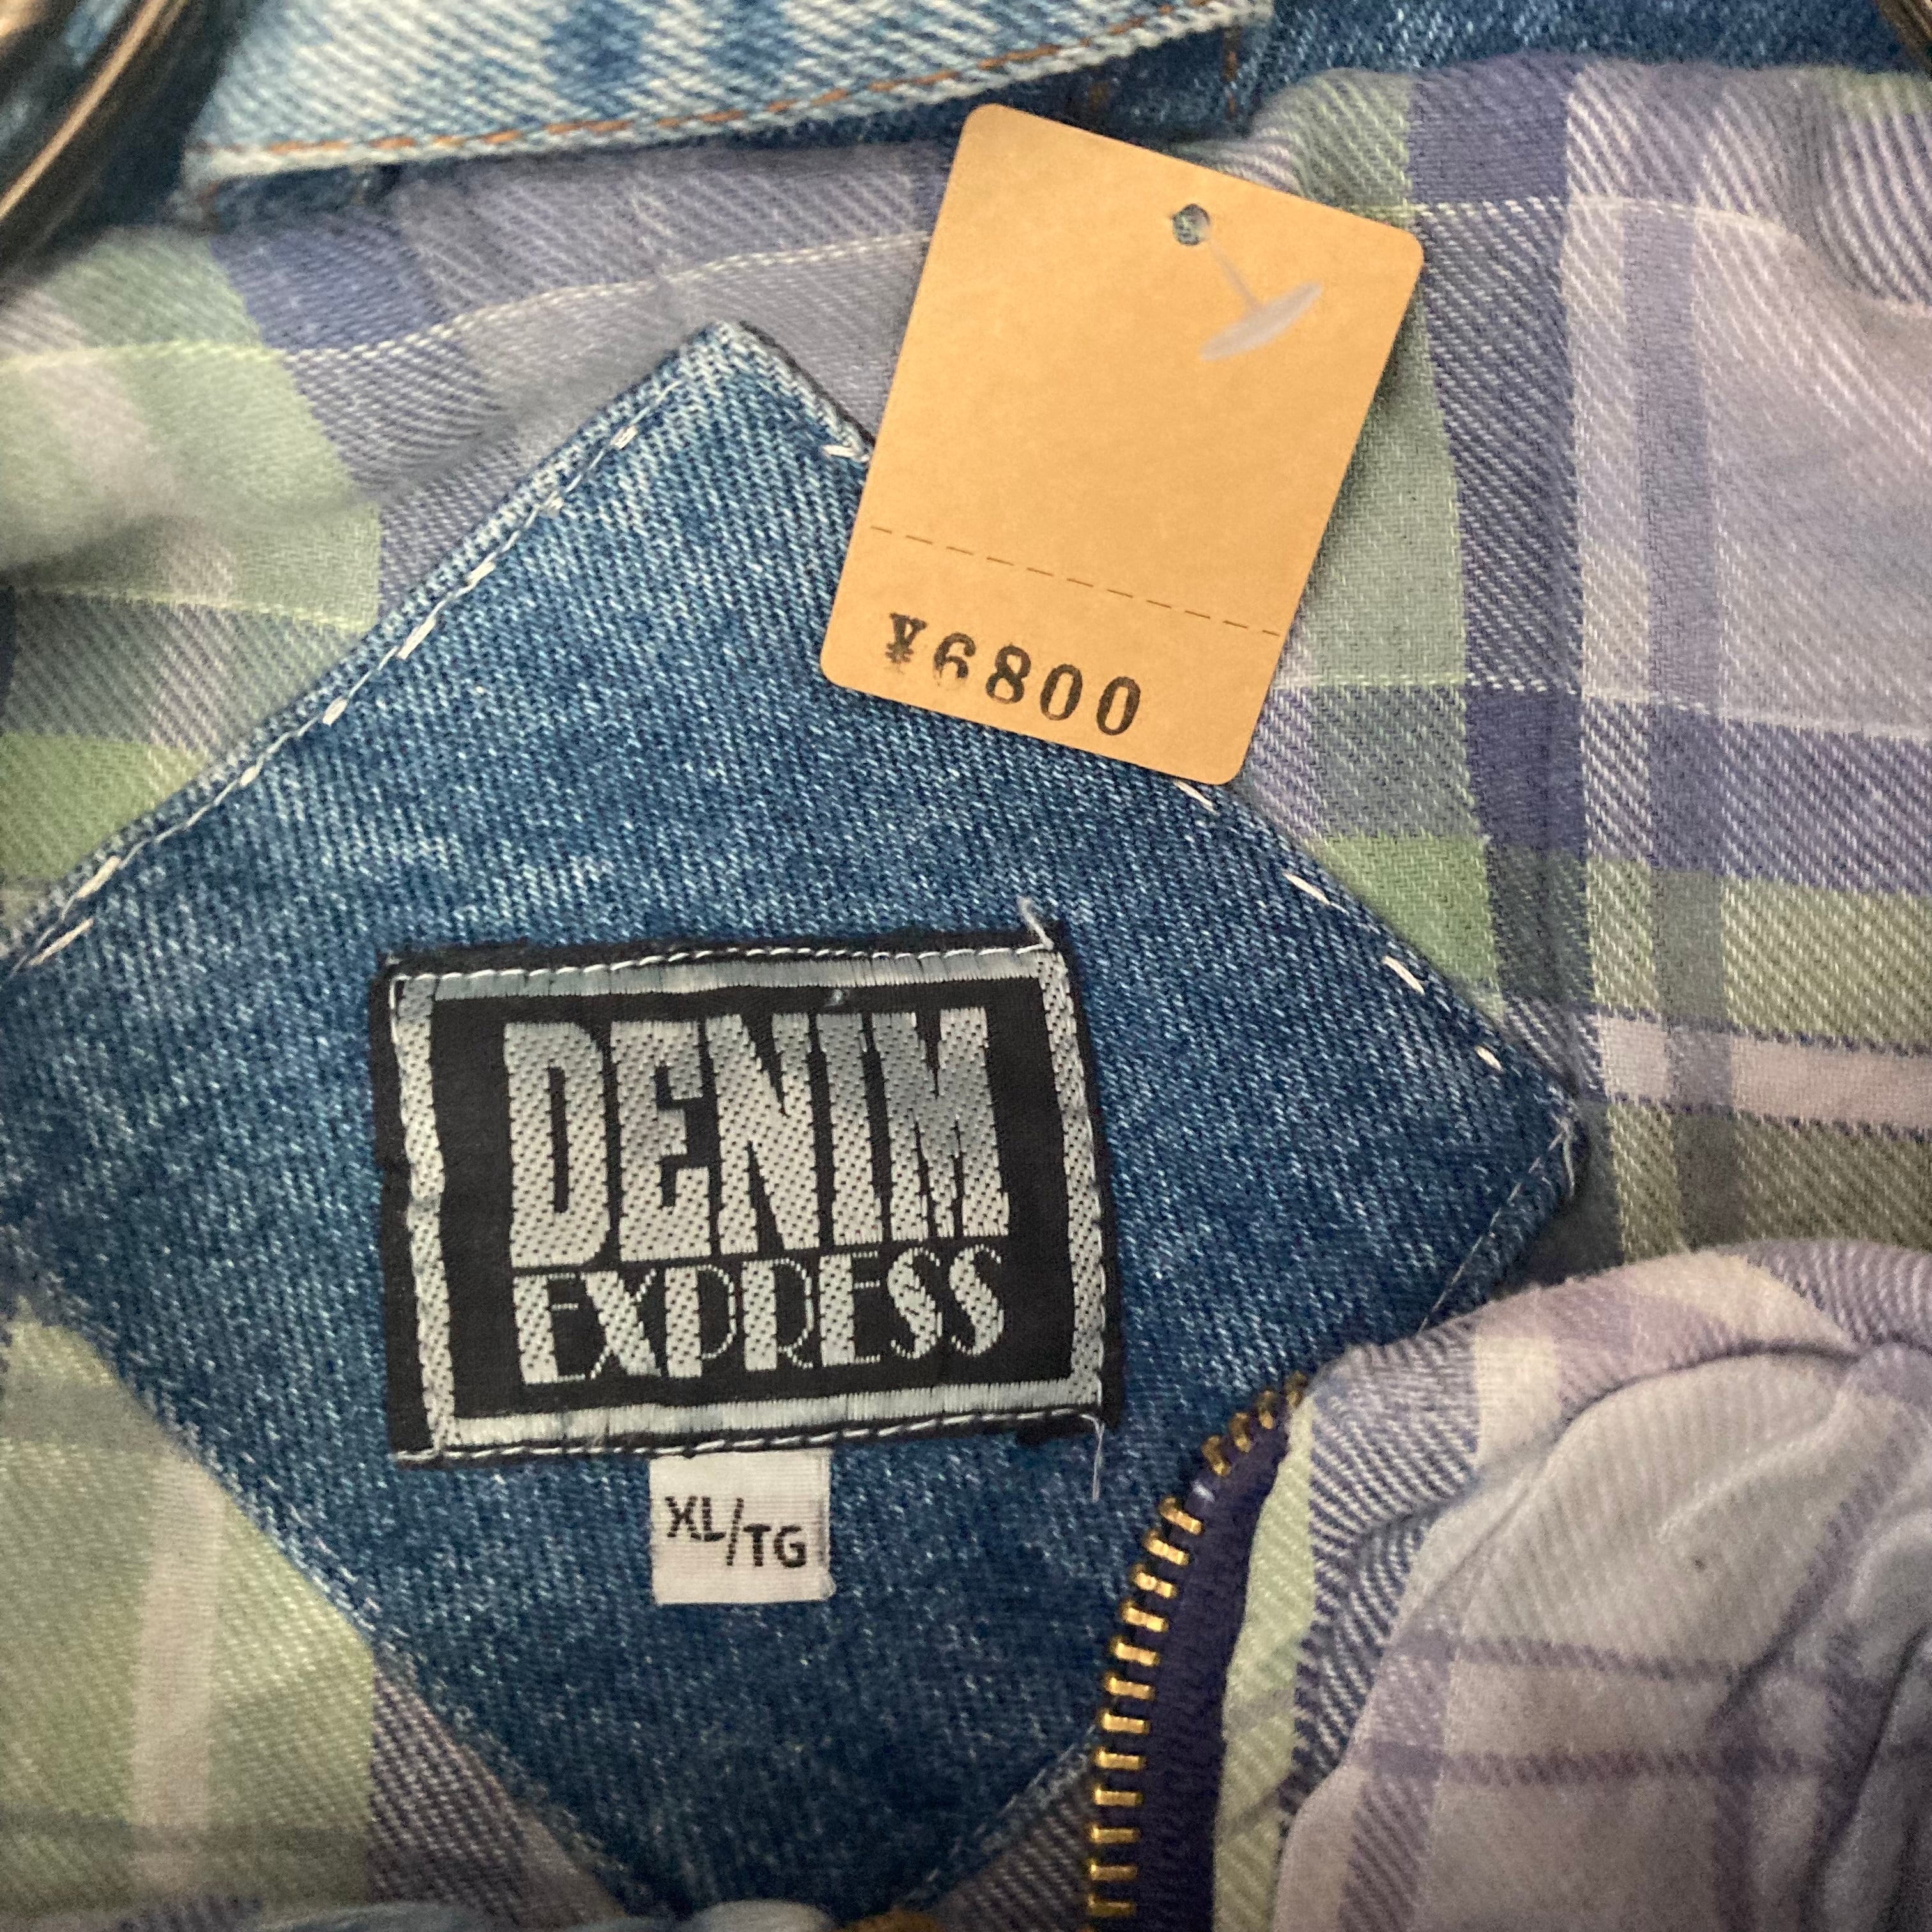 ¥6800
DENIM
EXPRESS
XL/TG